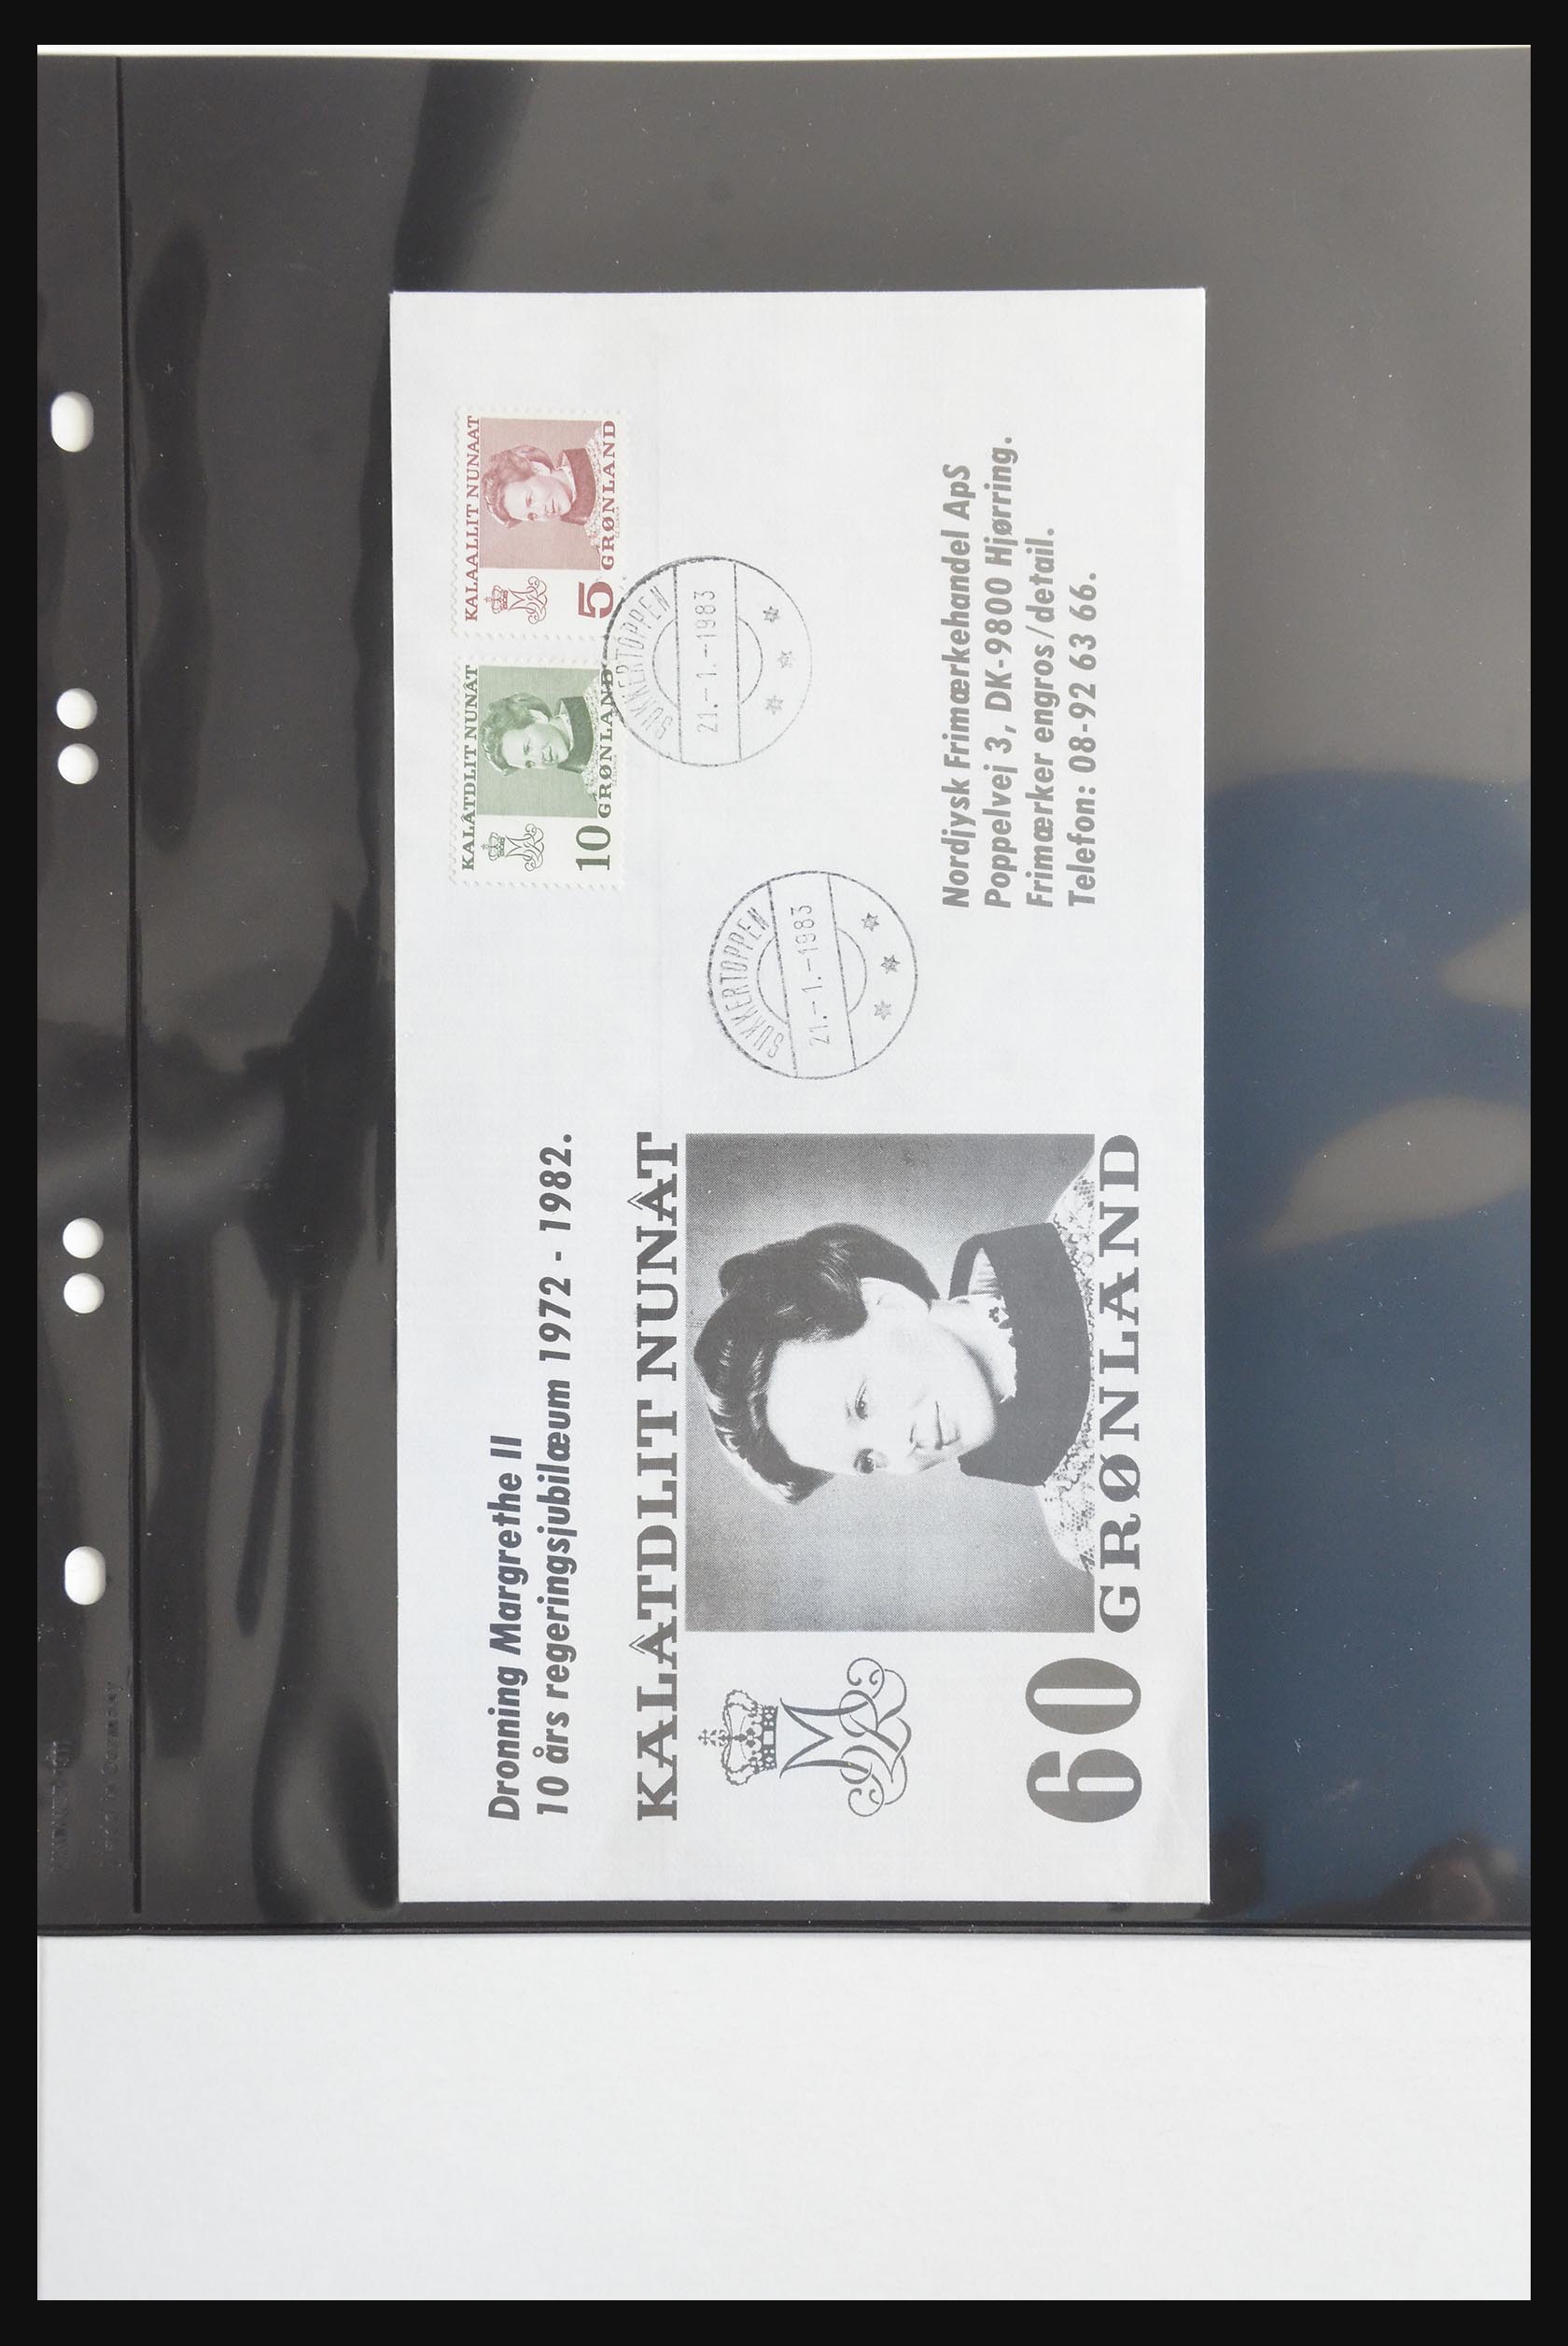 Dronning Margrethe II
10 års regeringsjubilæum 1972 - 1982.
KALÂTDLIT NUNÂT
60 GRØNLAND
KALÂTDLIT NUNÂT
10 GRØNLAND
KALAALLIT NUNAAT
5 GRØNLAND
SUKKERTOPPEN
21.-1.-1983
SUKKERTOPPEN
21.-1.-1983
Nordjysk Frimærkehandel ApS
Poppelvej 3, DK-9800 Hjørring.
Frimærker engros/detail.
Telefon: 08-92 63 66.